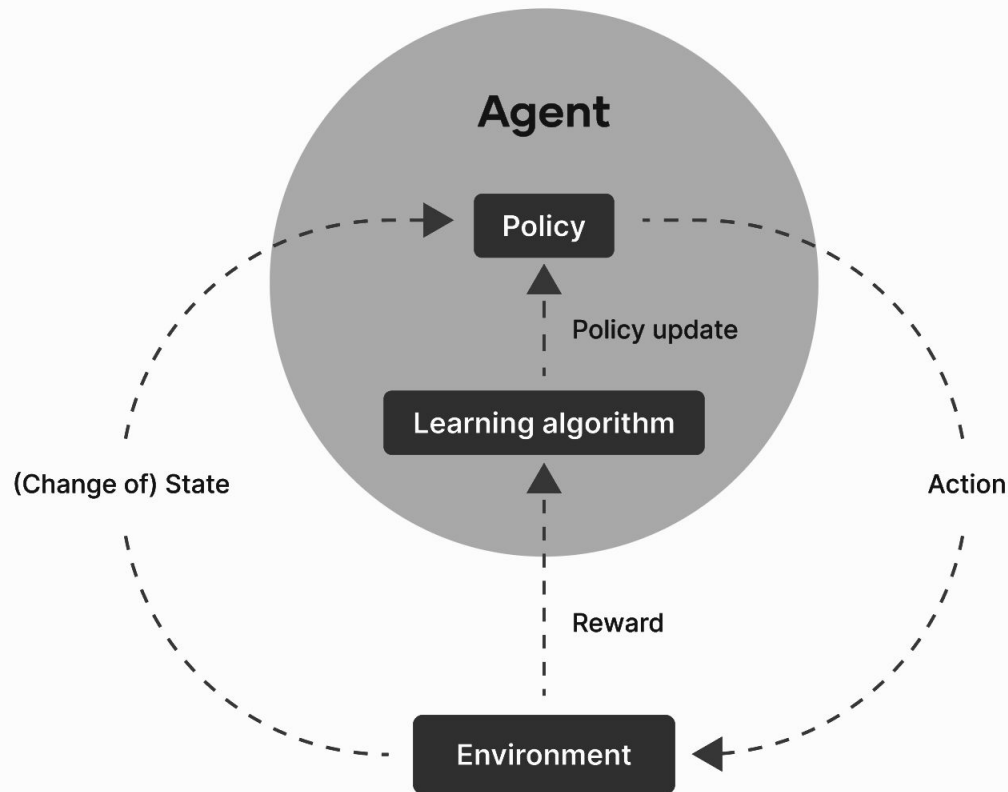 Agent
Policy
Policy update
Learning algorithm
(Change of) State
Action
Reward
Environment